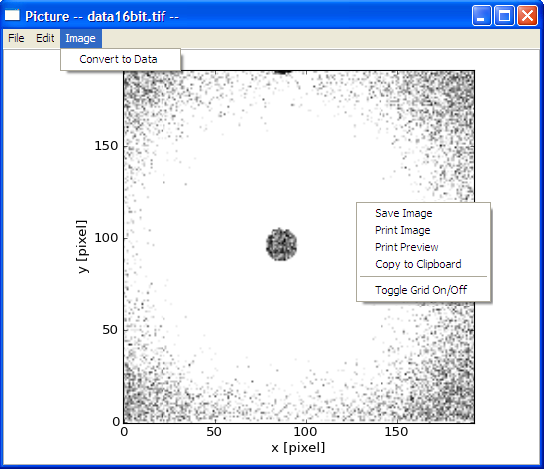 Picture -- data16bit.tif --
File Edit Image
Convert to Data
150
100
50
0
y [pixel]
Save Image
Print Image
Print Preview
Copy to Clipboard
Toggle Grid On/Off
0 50 100 150
x [pixel]